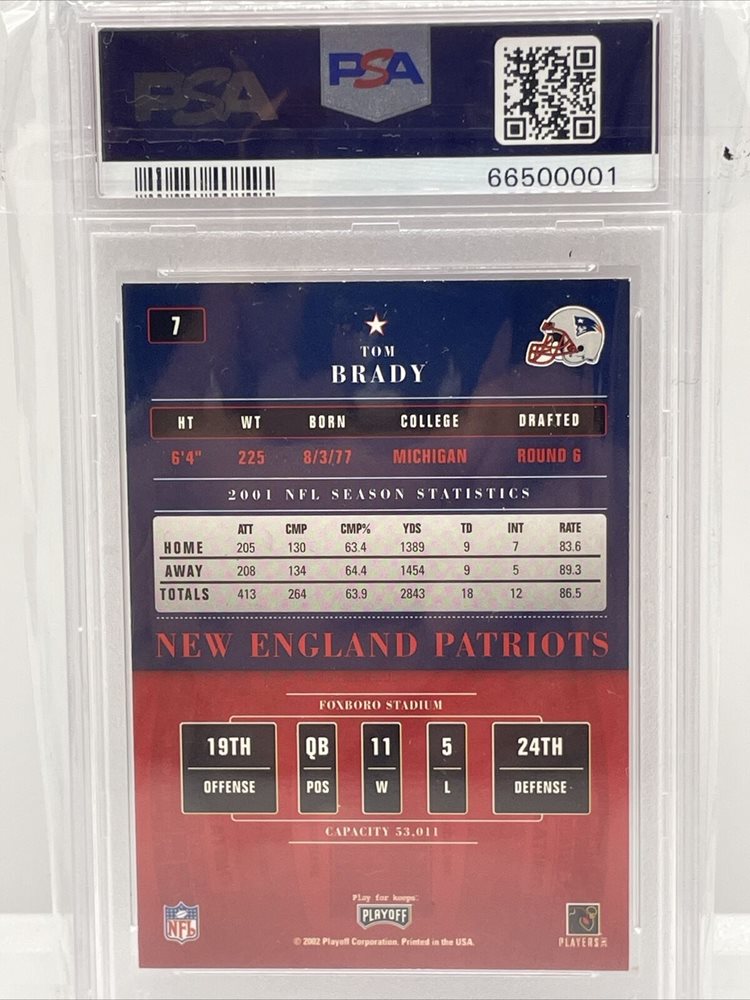 PSA PSA
66500001
7
TOM
BRADY
HT WT BORN COLLEGE DRAFTED
6'4" 225 8/3/77 MICHIGAN ROUND 6
2001 NFL SEASON STATISTICS
ATT CMP CMP% YDS TD INT RATE
HOME 205 130 63.4 1389 9 7 83.6
AWAY 208 134 64.4 1454 9 5 89.3
TOTALS 413 264 63.9 2843 18 12 86.5
NEW ENGLAND PATRIOTS
FOXBORO STADIUM
19TH QB 11 5 24TH
OFFENSE POS W L DEFENSE
CAPACITY 53,011
Play for keeps.
PLAYOFF
NFL
PLAYERS INC
© 2002 Playoff Corporation. Printed in the USA.